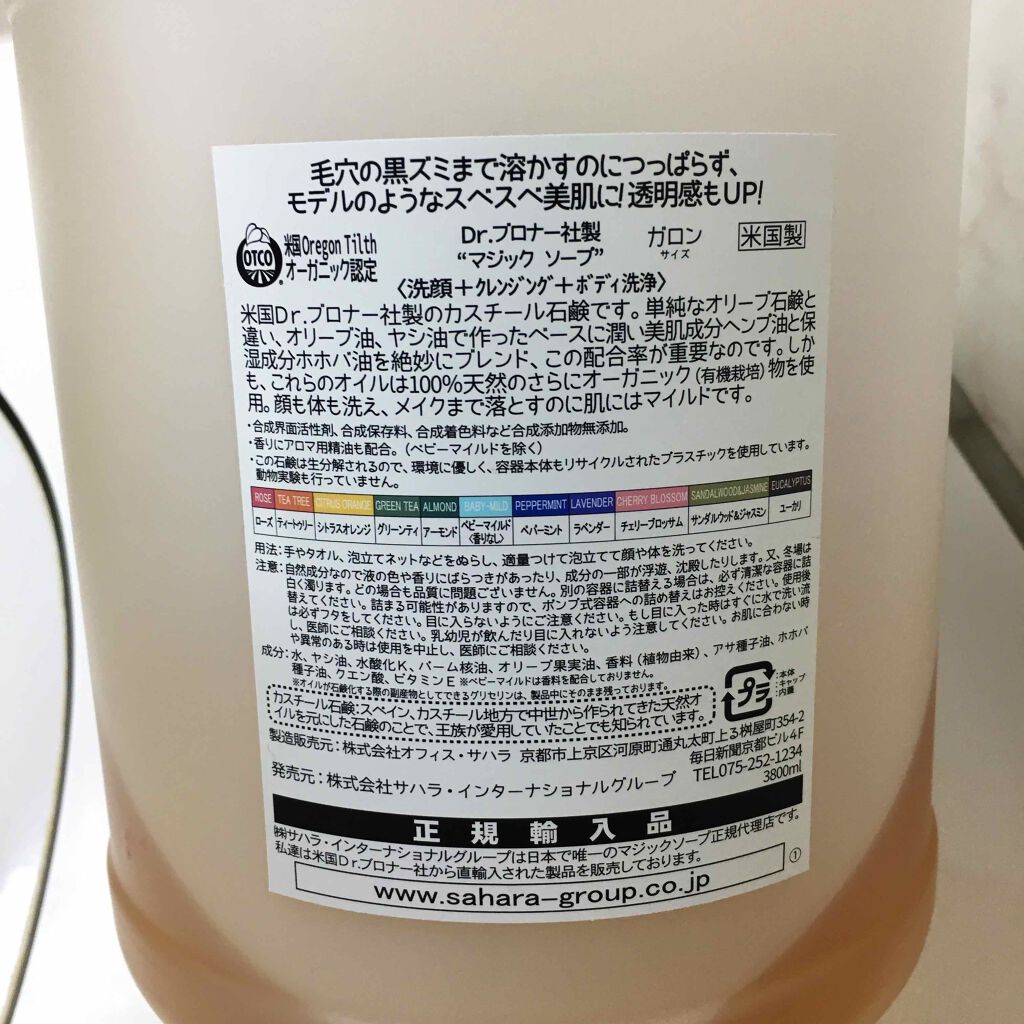 毛穴の黒ズミまで溶かすのにつっぱらず、
モデルのようなスベスベ美肌に!透明感もUP!
OTCO
米国Oregon Tilth
オーガニック認定
Dr.ブロナー社製
“マジック ソープ”
ガロン
サイズ
米国製
〈洗顔＋クレンジング＋ボディ洗浄〉
米国Dr.ブロナー社製のカスチール石鹸です。単純なオリーブ石鹸と
違い、オリーブ油、ヤシ油で作ったベースに潤い美肌成分ヘンプ油と保
湿成分ホホバ油を絶妙にブレンド、この配合率が重要なのです。しか
も、これらのオイルは100%天然のさらにオーガニック(有機栽培)物を使
用。顔も体も洗え、メイクまで落とすのに肌にはマイルドです。
・合成界面活性剤、合成保存料、合成着色料など合成添加物無添加。
・香りにアロマ用精油も配合。(ベビーマイルドを除く)
・この石鹸は生分解されるので、環境に優しく、容器本体もリサイクルされたプラスチックを使用しています。
動物実験も行っていません。
ROSE TEA TREE CITRUS ORANGE GREEN TEA ALMOND BABY-MILD PEPPERMINT LAVENDER CHERRY BLOSSOM SANDALWOOD&JASMINE EUCALYPTUS
ローズ ティートゥリー シトラスオレンジ グリーンティ アーモンド ベビーマイルド〈香りなし〉 ペパーミント ラベンダー チェリーブロッサム サンダルウッド&ジャスミン ユーカリ
用法：手やタオル、泡立てネットなどをぬらし、適量つけて泡立てて顔や体を洗ってください。
注意：自然成分なので液の色や香りにばらつきがあったり、成分の一部が浮遊、沈殿したりします。又、冬場は
白く濁ります。どの場合も品質に問題ございません。別の容器に詰替える場合は、必ず清潔な容器に詰
替えてください。詰まる可能性がありますので、ポンプ式容器への詰め替えはお控えください。使用後
は必ずフタをしてください。目に入らないようにご注意ください。もし目に入った時はすぐに水で洗い流
し、医師にご相談ください。乳幼児が飲んだり目に入れないよう注意してください。お肌に合わない時
や異常のある時は使用を中止し、医師にご相談ください。
成分：水、ヤシ油、水酸化K、パーム核油、オリーブ果実油、香料(植物由来)、アサ種子油、ホホバ
種子油、クエン酸、ビタミンE ※ベビーマイルドは香料を配合しておりません。
※オイルが石鹸化する際の副産物としてできるグリセリンは、製品中にそのまま残っております。
カスチール石鹸：スペイン、カスチール地方で中世から作られてきた天然オ
イルを元にした石鹸のことで、王族が愛用していたことでも知られています。
プラ
：本体
・キャップ
・内蓋
製造販売元：株式会社オフィス・サハラ 京都市上京区河原町通丸太町上る桝屋町354-2
毎日新聞京都ビル4F
発売元：株式会社サハラ・インターナショナルグループ TEL075-252-1234
3800ml
正規輸入品
㈱サハラ・インターナショナルグループは日本で唯一のマジックソープ正規代理店です。
私達は米国Dr.ブロナー社から直輸入された製品を販売しております。
①
www.sahara-group.co.jp